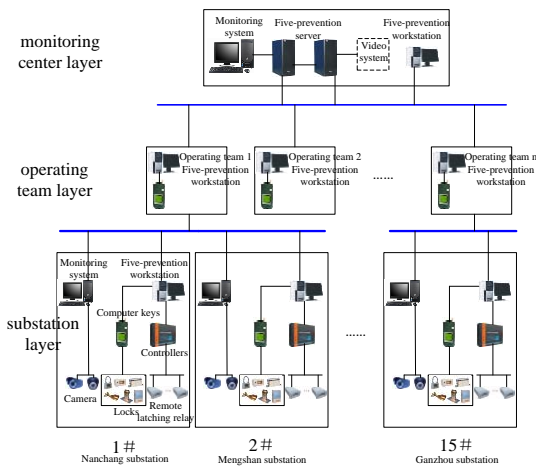 monitoring
center layer
Monitoring
system
Five-prevention
server
Video
system
Five-prevention
workstation
operating
team layer
Operating team 1
Five-prevention
workstation
Operating team 2
Five-prevention
workstation
......
Operating team n
Five-prevention
workstation
substation
layer
Monitoring
system
Five-prevention
workstation
Computer keys
Controllers
Camera
Locks
Remote
latching relay
......
1#
Nanchang substation
2#
Mengshan substation
15#
Ganzhou substation